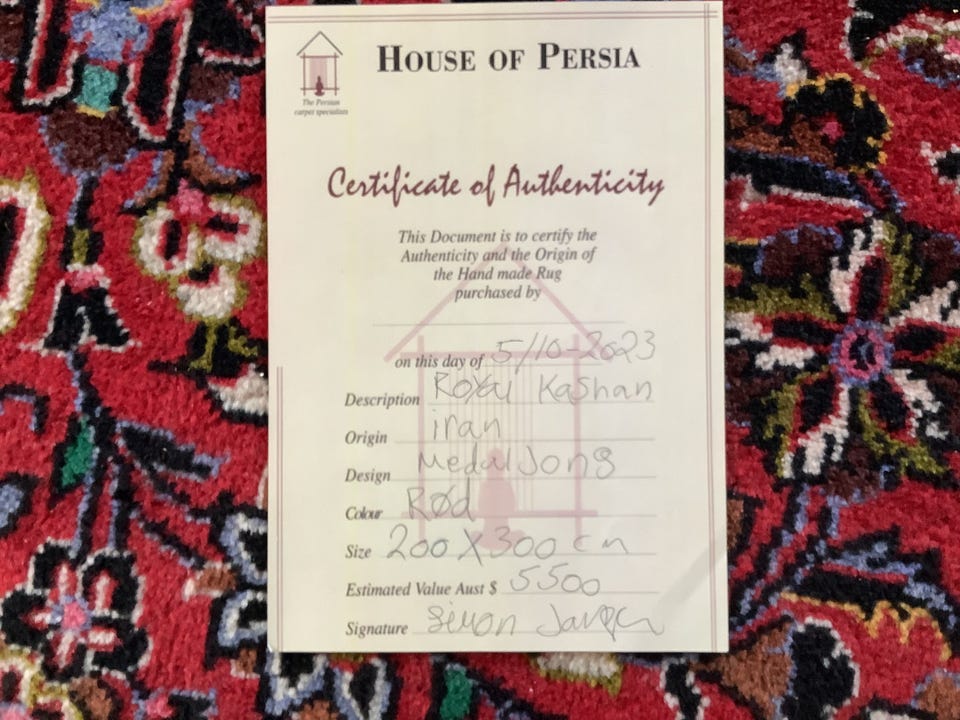 HOUSE OF PERSIA
The Persian
carpet specialists
Certificate of Authenticity
This Document is to certify the
Authenticity and the Origin of
the Hand made Rug
purchased by
on this day of 5/10-2023
Description Royal Kashan
Origin iran
Design Medaljong
Colour Rød
Size 200 X 300 cm
Estimated Value Aust $ 5500
Signature Simon